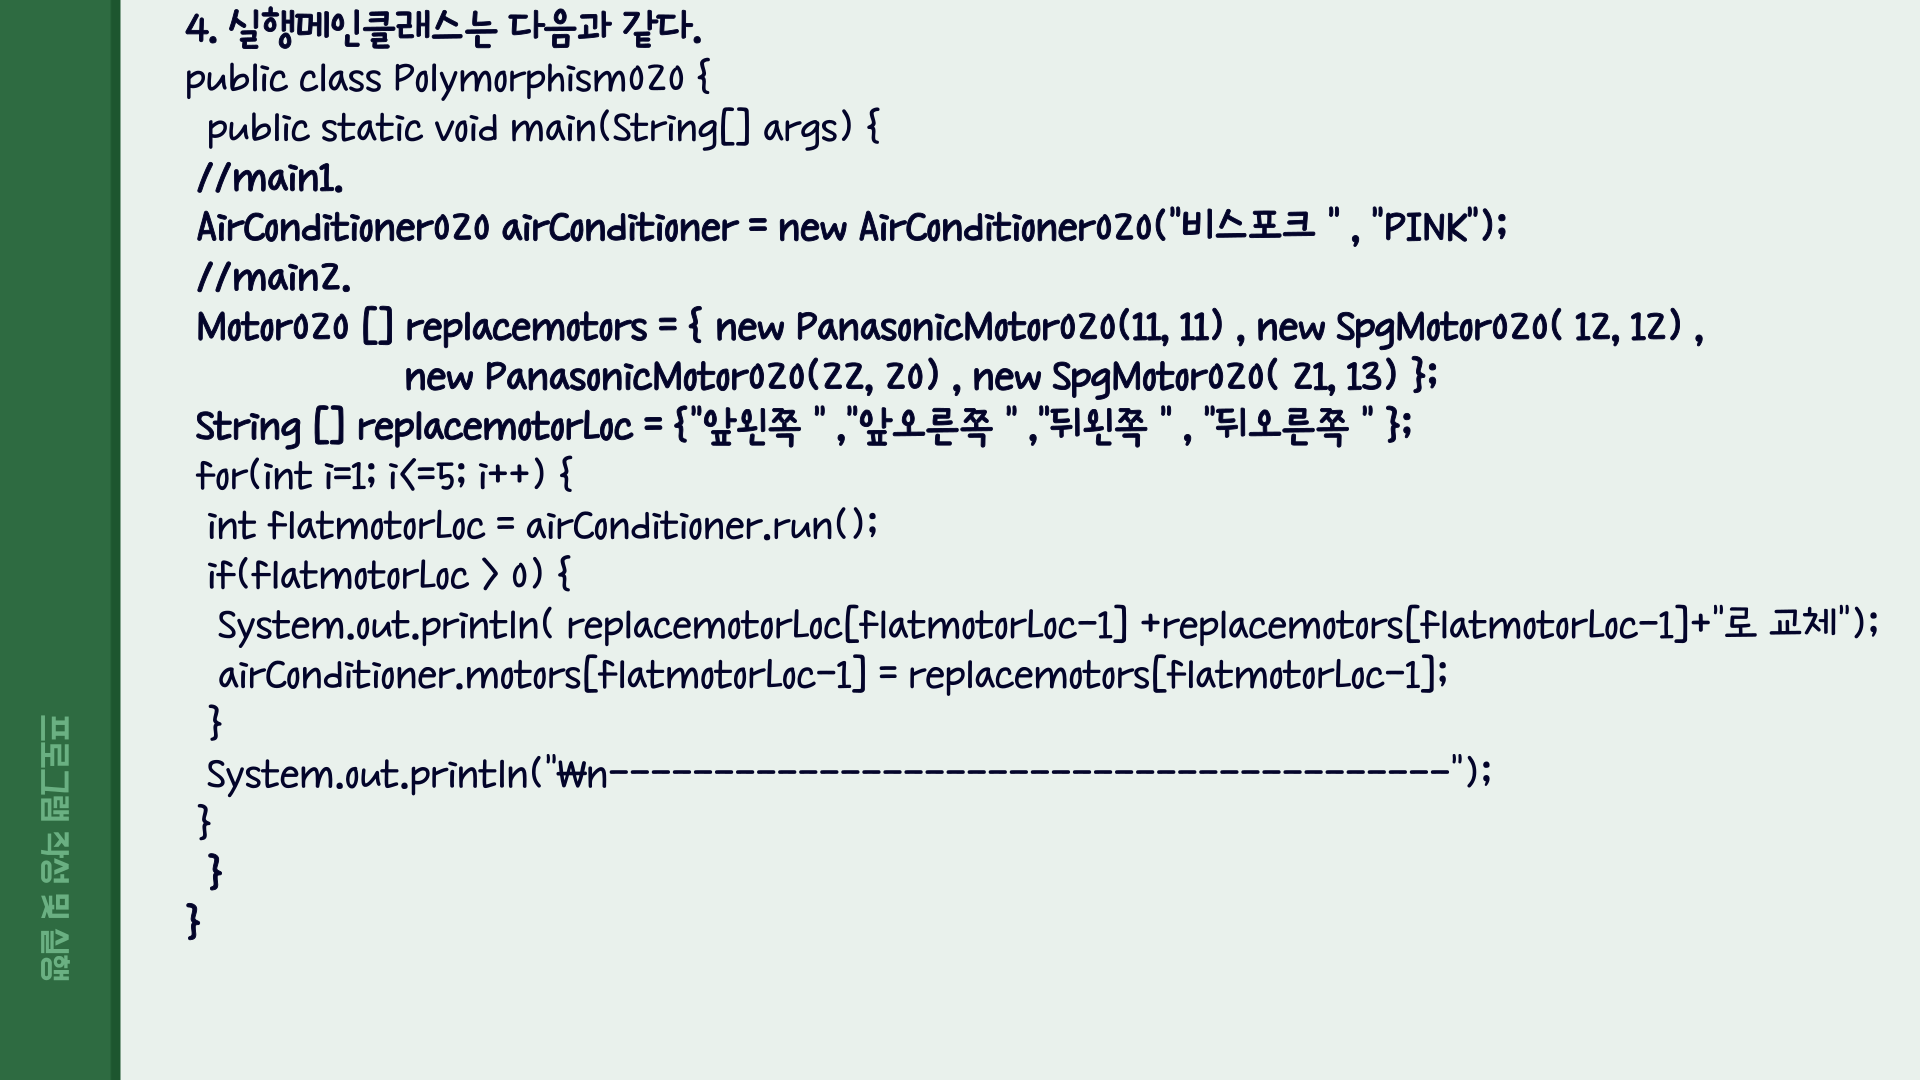 4. 실행메인클래스는 다음과 같다.
public class Polymorphism020 {
public static void main(String[] args) {
//main1.
AirConditioner020 airConditioner = new AirConditioner020("비스포크 " , "PINK");
//main2.
Motor020 [] replacemotors = { new PanasonicMotor020(11, 11) , new SpgMotor020( 12, 12) ,
new PanasonicMotor020(22, 20) , new SpgMotor020( 21, 13) };
String [] replacemotorLoc = {"앞왼쪽 " ,"앞오른쪽 " ,"뒤왼쪽 " , "뒤오른쪽 " };
for(int i=1; i<=5; i++) {
int flatmotorLoc = airConditioner.run();
if(flatmotorLoc > 0) {
System.out.println( replacemotorLoc[flatmotorLoc-1] +replacemotors[flatmotorLoc-1]+"로 교체");
airConditioner.motors[flatmotorLoc-1] = replacemotors[flatmotorLoc-1];
}
System.out.println("₩n----------------------------------------");
}
}
}
프로그램 작성 및 실행